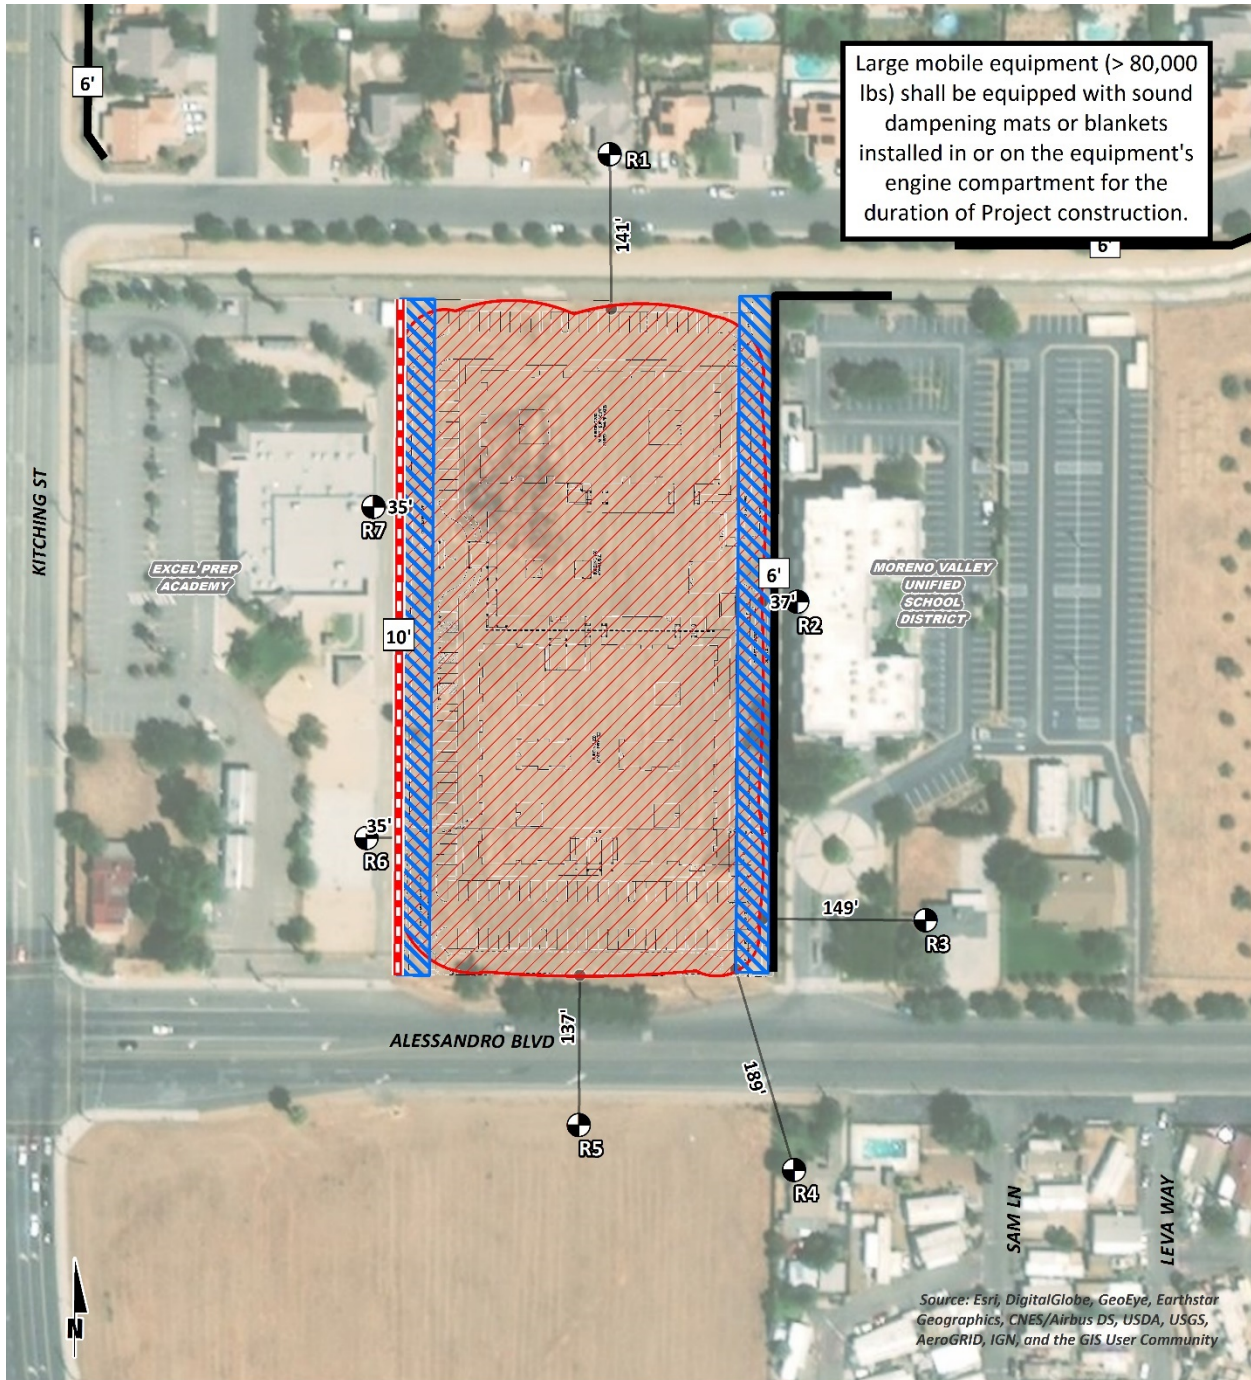 Large mobile equipment (> 80,000
lbs) shall be equipped with sound
dampening mats or blankets
installed in or on the equipment's
engine compartment for the
duration of Project construction.
6'
R1
141'
6'
KITCHING ST
R7
35'
EXCEL PREP
ACADEMY
6'
37'
R2
MORENO VALLEY
UNIFIED
SCHOOL
DISTRICT
10'
35'
R6
149'
R3
ALESSANDRO BLVD
137'
189'
R5
R4
SAM LN
LEVA WAY
N
Source: Esri, DigitalGlobe, GeoEye, Earthstar
Geographics, CNES/Airbus DS, USDA, USGS,
AeroGRID, IGN, and the GIS User Community